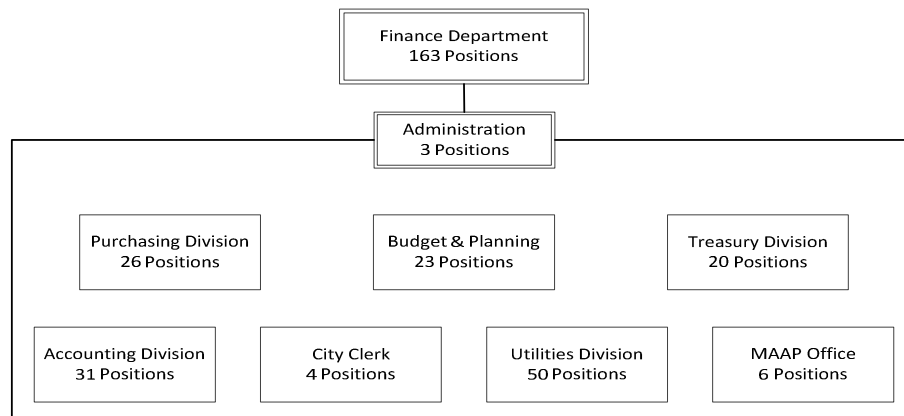 Finance Department
163 Positions
Administration
3 Positions
Purchasing Division
26 Positions
Budget & Planning
23 Positions
Treasury Division
20 Positions
Accounting Division
31 Positions
City Clerk
4 Positions
Utilities Division
50 Positions
MAAP Office
6 Positions